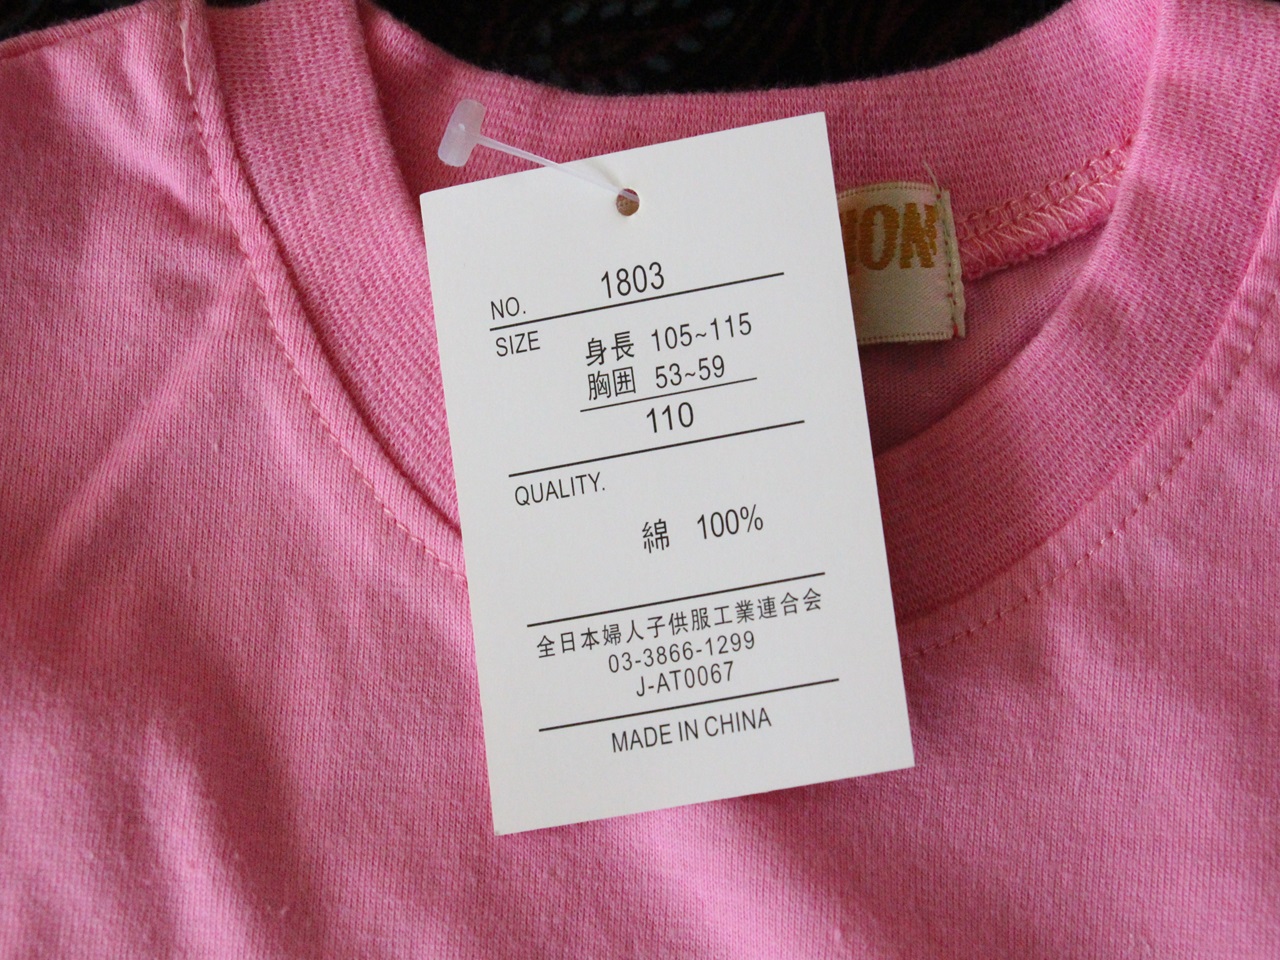 NO. 1803
SIZE
身長 105~115
胸囲 53~59
110
QUALITY.
綿 100%
全日本婦人子供服工業連合会
03-3866-1299
J-AT0067
MADE IN CHINA